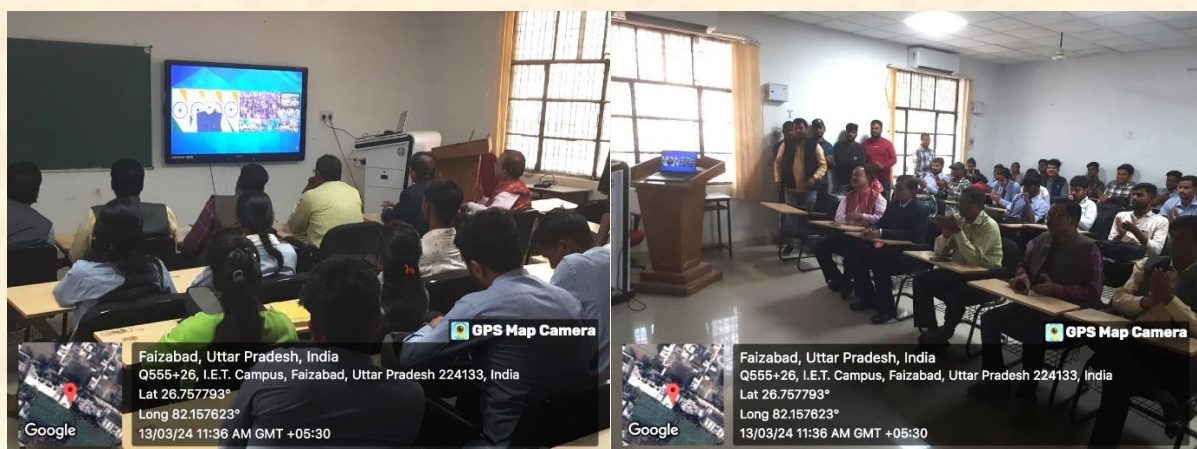 GPS Map Camera
Faizabad, Uttar Pradesh, India
Q555+26, I.E.T. Campus, Faizabad, Uttar Pradesh 224133, India
Lat 26.757793°
Long 82.157623°
13/03/24 11:36 AM GMT +05:30
Google
GPS Map Camera
Faizabad, Uttar Pradesh, India
Q555+26, I.E.T. Campus, Faizabad, Uttar Pradesh 224133, India
Lat 26.757793°
Long 82.157623°
13/03/24 11:36 AM GMT +05:30
Google